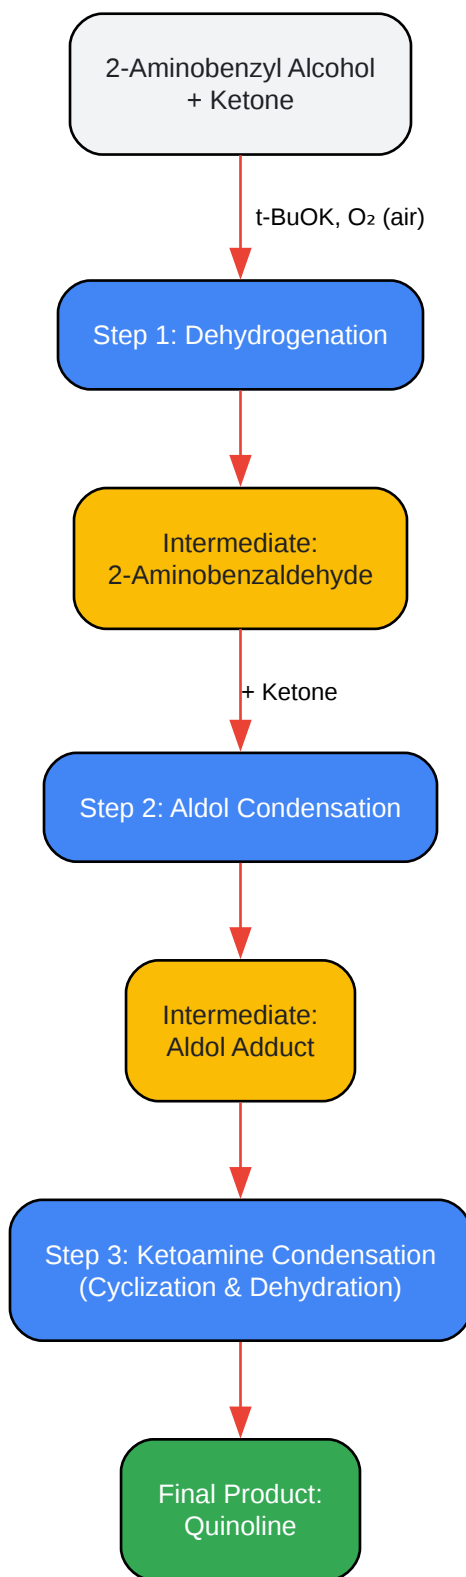 2-Aminobenzyl Alcohol
+ Ketone
t-BuOK, O₂ (air)
Step 1: Dehydrogenation
Intermediate:
2-Aminobenzaldehyde
+ Ketone
Step 2: Aldol Condensation
Intermediate:
Aldol Adduct
Step 3: Ketoamine Condensation
(Cyclization & Dehydration)
Final Product:
Quinoline